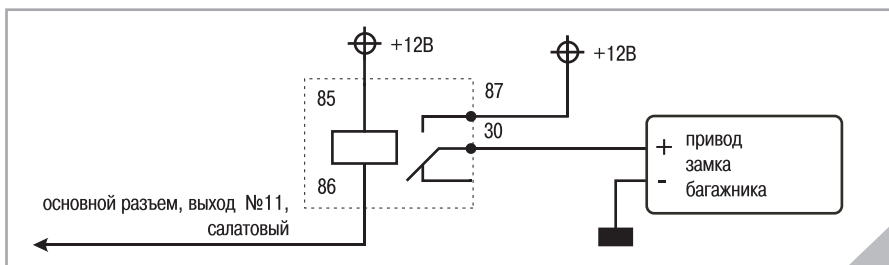 +12В
+12В
85
87
30
86
+ привод
замка
- багажника
основной разъем, выход №11,
салатовый